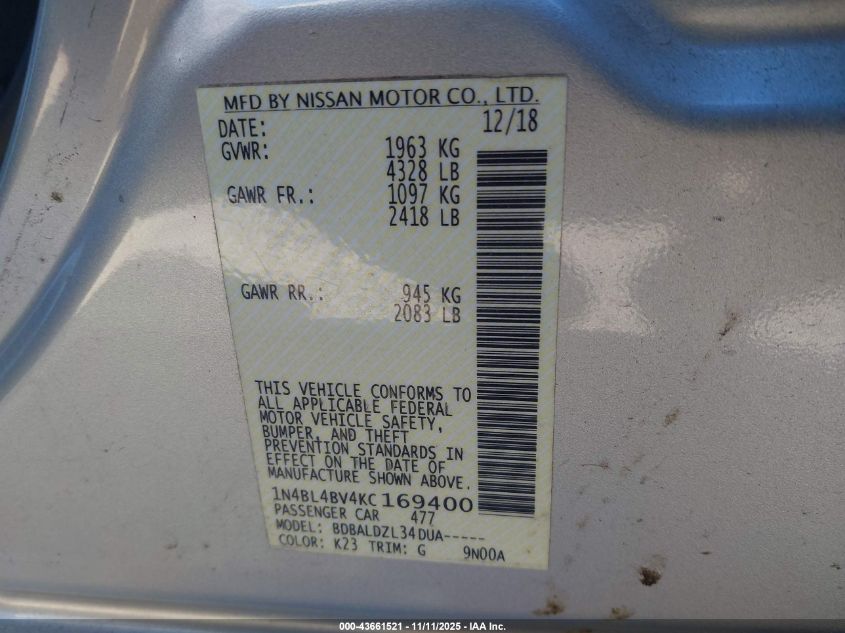 MFD BY NISSAN MOTOR CO., LTD.
DATE: 12/18
GVWR: 1963 KG
4328 LB
GAWR FR.: 1097 KG
2418 LB
GAWR RR.: 945 KG
2083 LB
THIS VEHICLE CONFORMS TO
ALL APPLICABLE FEDERAL
MOTOR VEHICLE SAFETY,
BUMPER, AND THEFT
PREVENTION STANDARDS IN
EFFECT ON THE DATE OF
MANUFACTURE SHOWN ABOVE.
1N4BL4BV4KC169400
PASSENGER CAR 477
MODEL: BDBALDZL34DUA-----
COLOR: K23 TRIM: G 9N00A
000-43661521 - 11/11/2025 - IAA Inc.